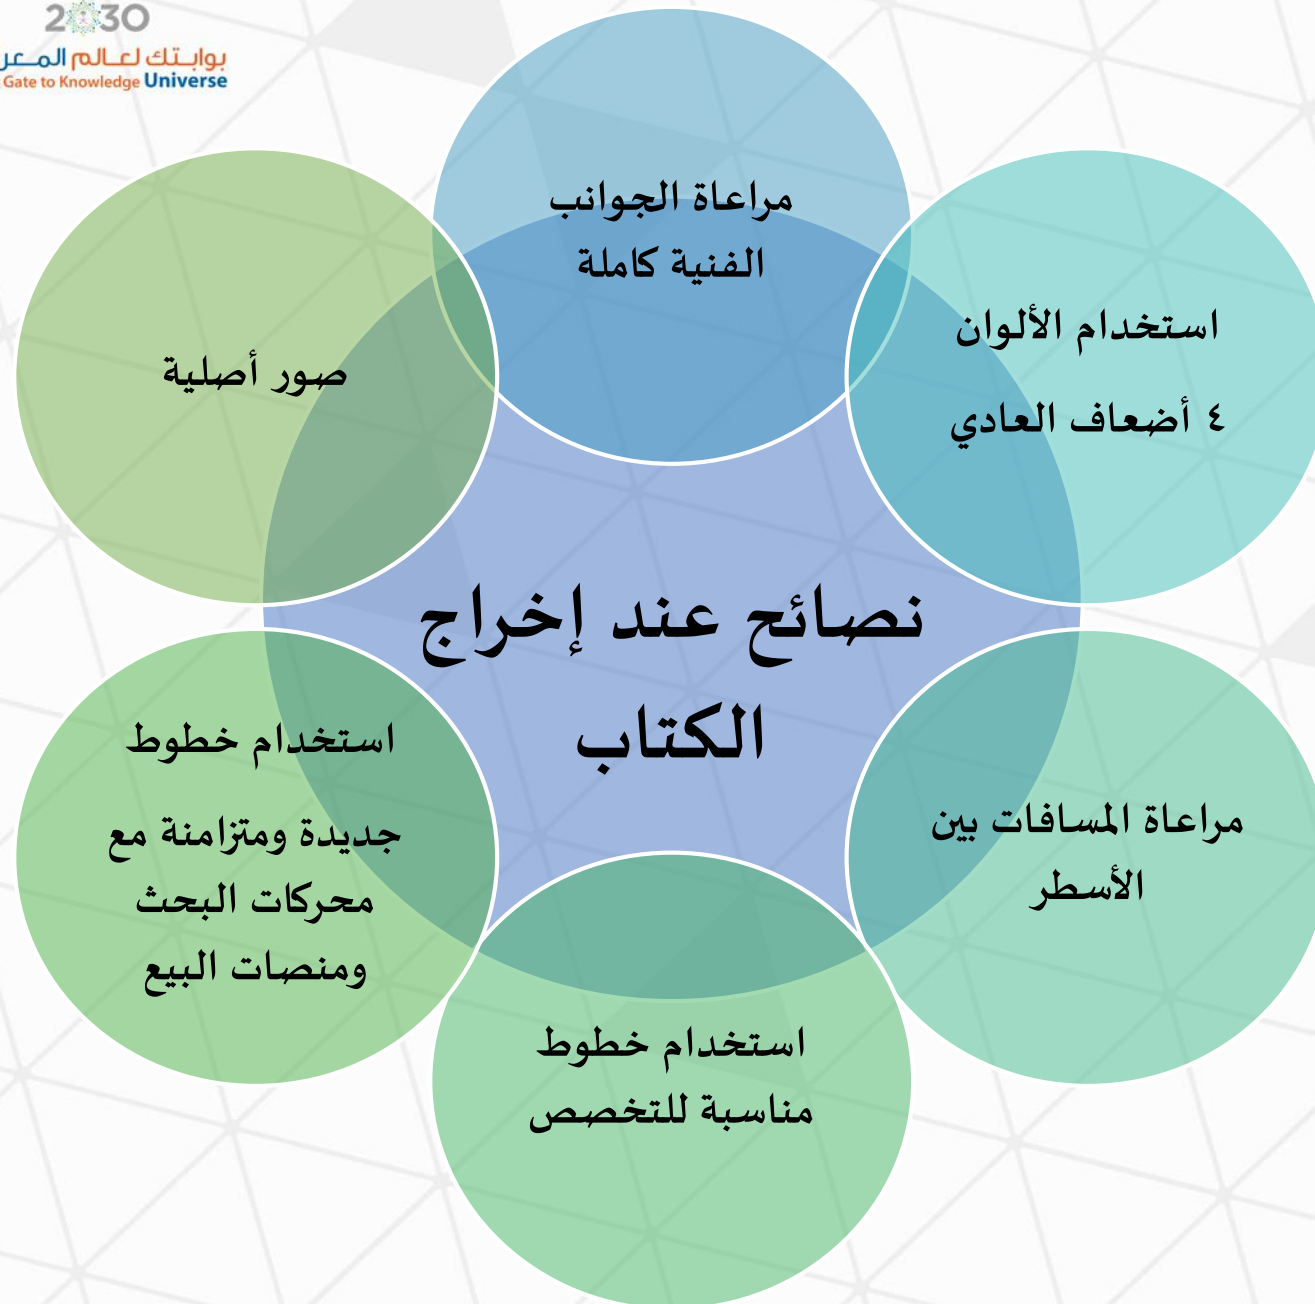 2030
بوابتك لعالم
Gate to Knowledge Universe
مراعاة الجوانب
الفنية كاملة
استخدام الألوان
٤ أضعاف العادي
صور أصلية
نصائح عند إخراج
الكتاب
مراعاة المسافات بين
الأسطر
استخدام خطوط
مناسبة للتخصص
استخدام خطوط
جديدة ومتزامنة مع
محركات البحث
ومنصات البيع